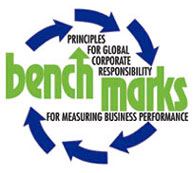 PRINCIPLES
FOR GLOBAL
CORPORATE
RESPONSIBILITY
bench
marks
FOR MEASURING BUSINESS PERFORMANCE